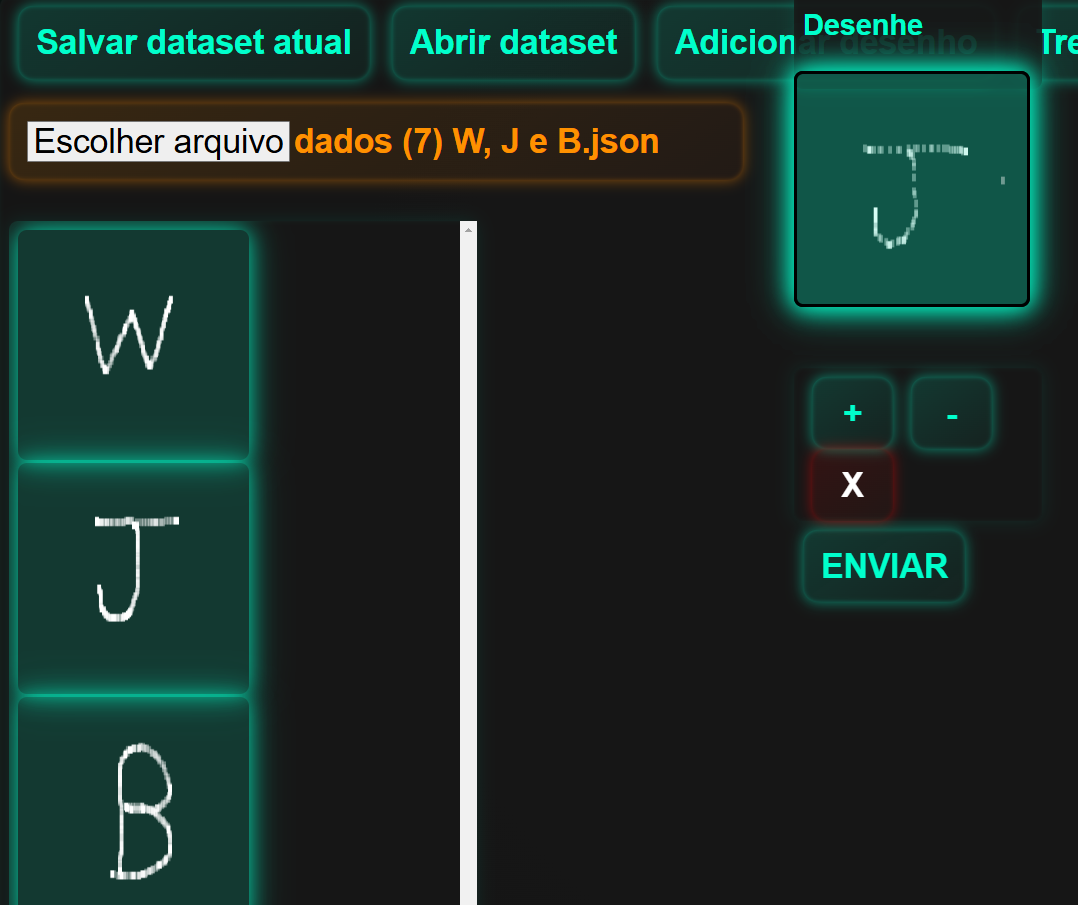 Salvar dataset atual Abrir dataset Adicionar desenho Tre
Desenhe
Escolher arquivo dados (7) W, J e B.json
J
W
J
B
+ -
X
ENVIAR